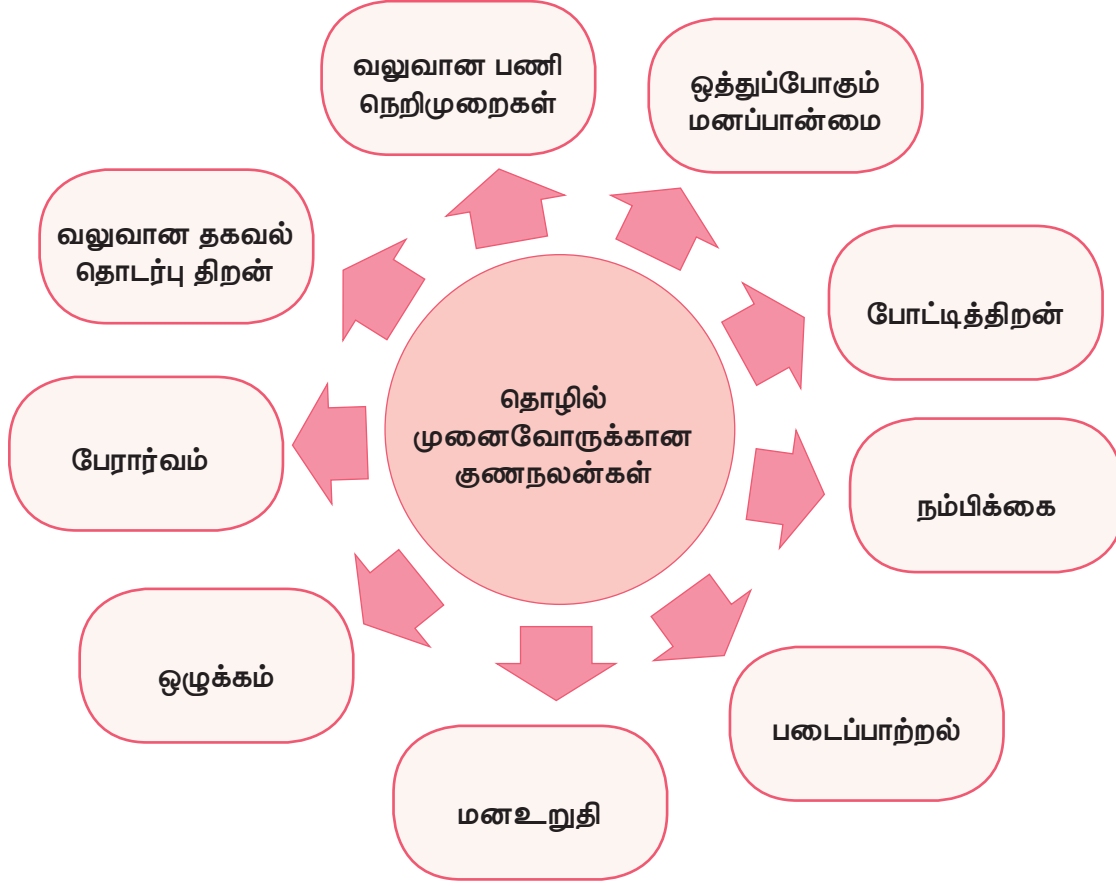 வலுவான பணி
நெறிமுறைகள்
ஒத்துப்போகும்
மனப்பான்மை
வலுவான தகவல்
தொடர்பு திறன்
போட்டித்திறன்
தொழில்
முனைவோருக்கான
குணநலன்கள்
பேரார்வம்
நம்பிக்கை
ஒழுக்கம்
படைப்பாற்றல்
மனஉறுதி